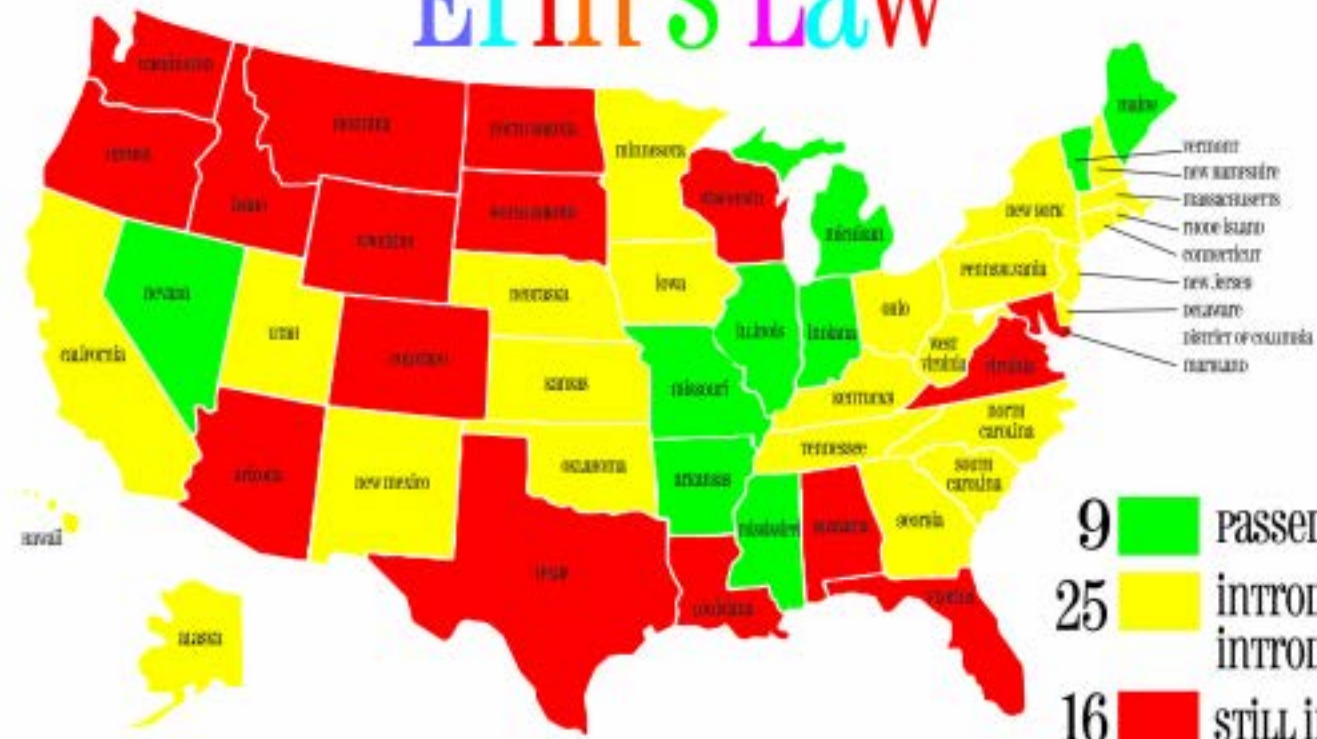 Erin's Law
washington
montana
north dakota
minnesota
maine
oregon
idaho
wyoming
south dakota
wisconsin
michigan
new york
vermont
new hampshire
massachusetts
rhode island
connecticut
new jersey
delaware
district of columbia
maryland
nevada
utah
california
colorado
nebraska
iowa
illinois
indiana
ohio
pennsylvania
west
virginia
virginia
kansas
missouri
kentucky
north
carolina
tennessee
south
carolina
arizona
new mexico
oklahoma
arkansas
mississippi
alabama
georgia
texas
louisiana
florida
hawaii
alaska
9
25
16
still